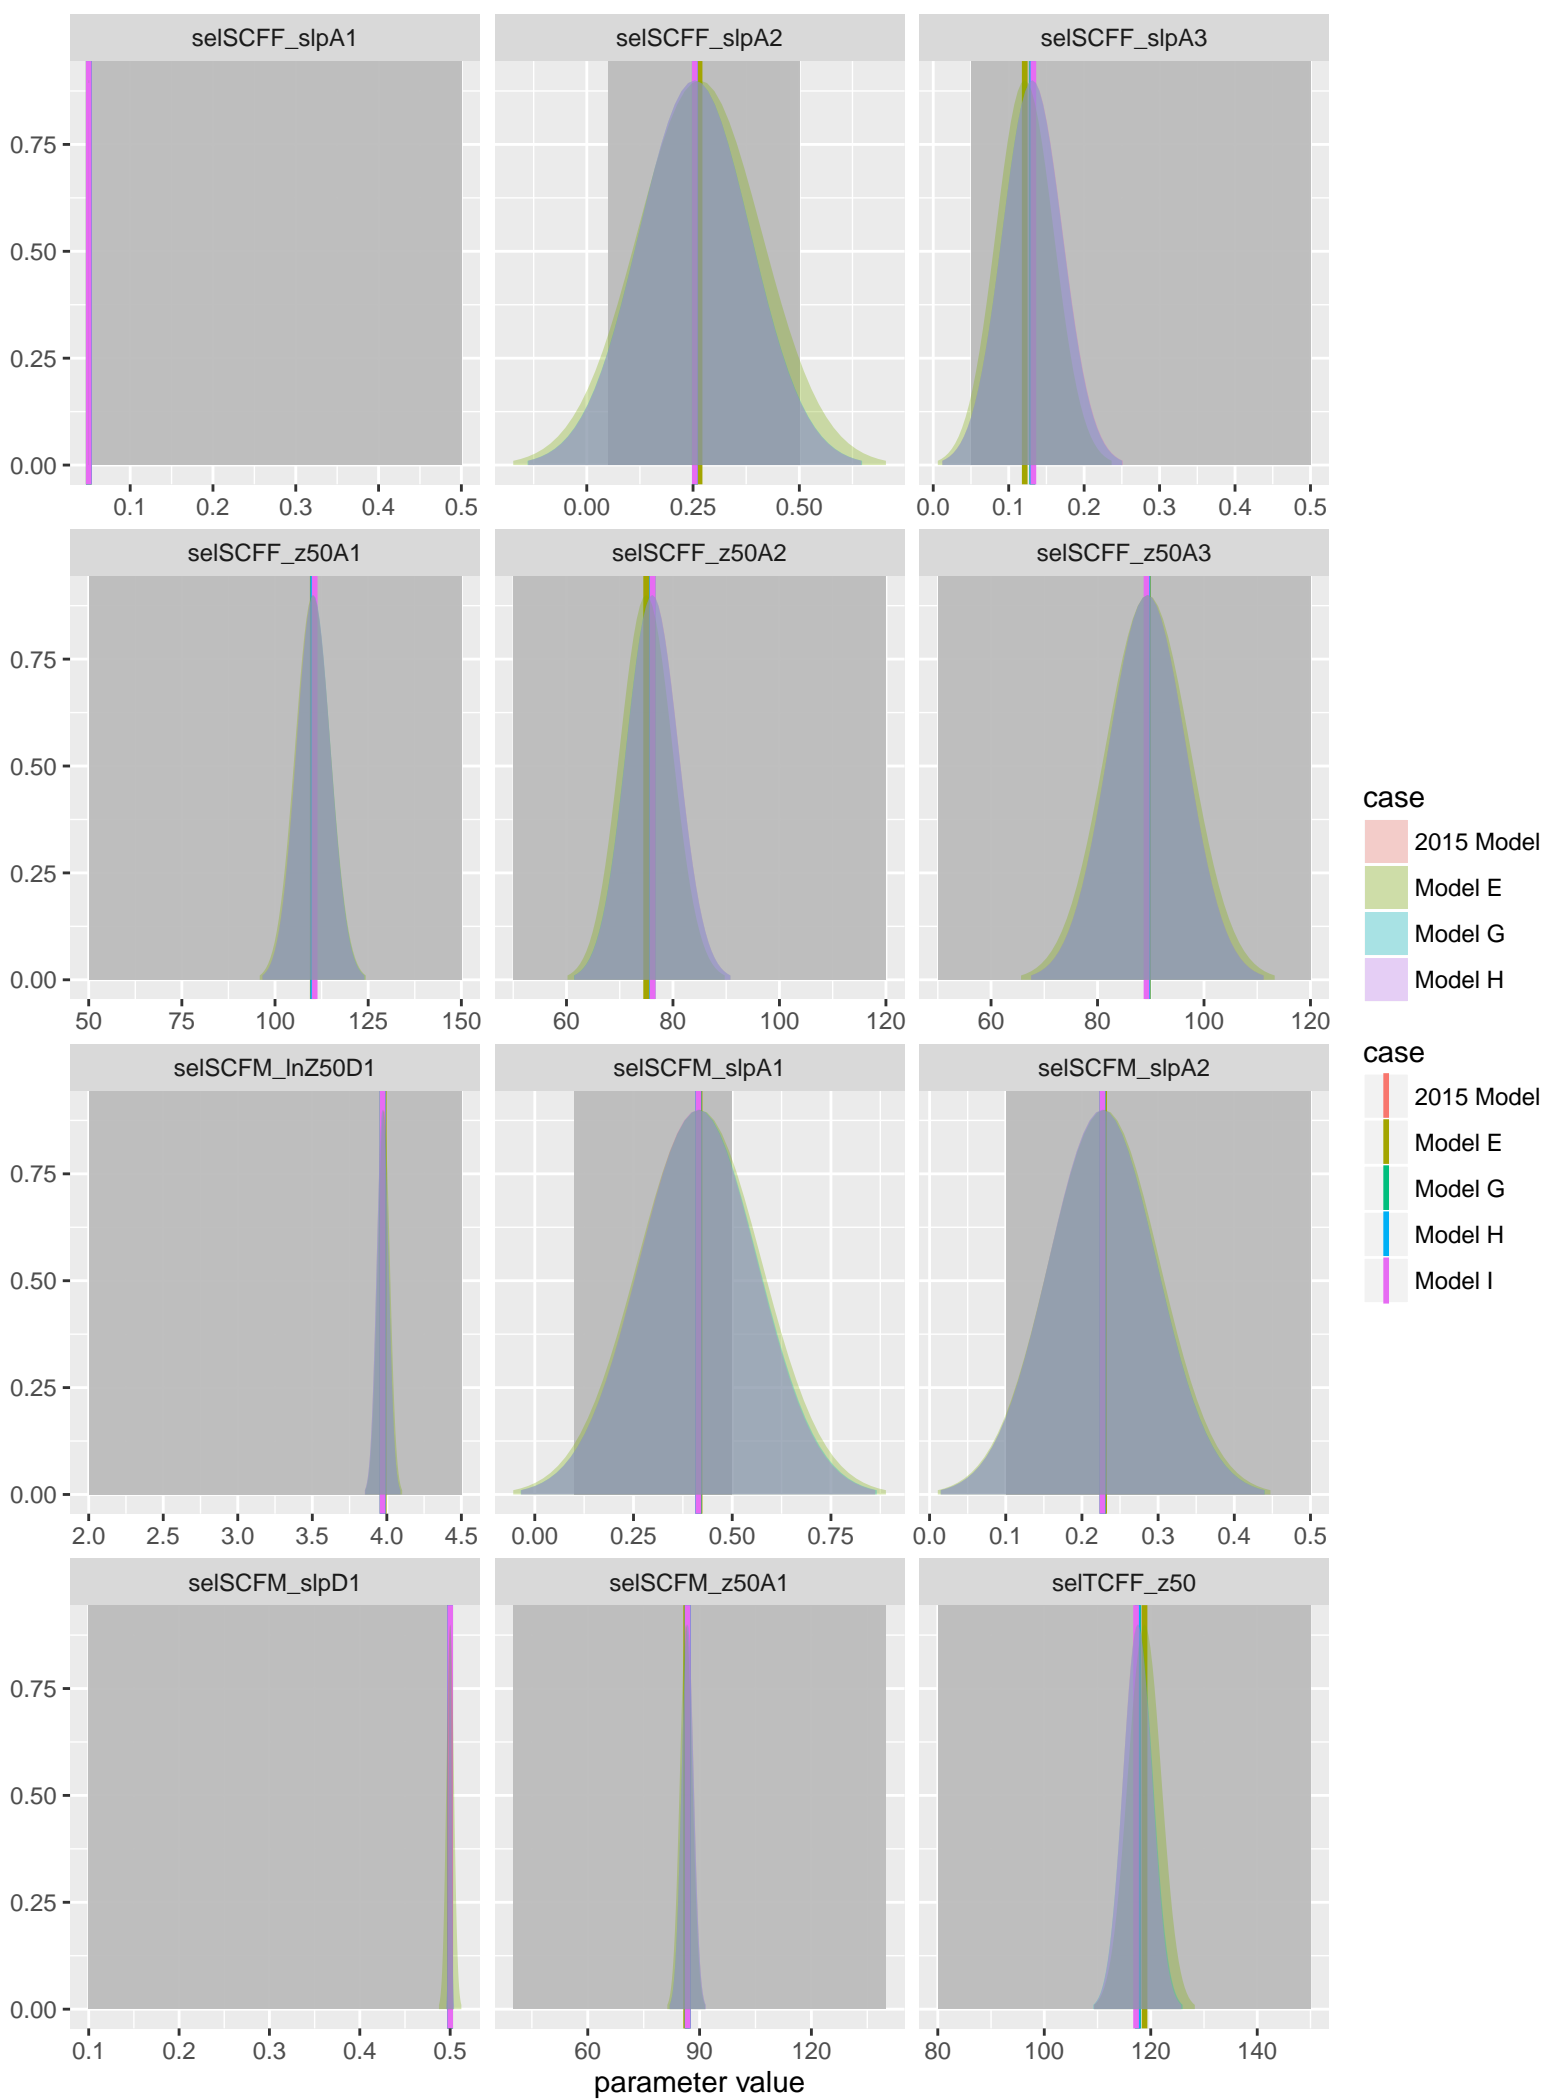 selSCFF_slpA1 selSCFF_slpA2 selSCFF_slpA3
0.75
0.50
0.25
0.00
0.1 0.2 0.3 0.4 0.5 0.00 0.25 0.50 0.0 0.1 0.2 0.3 0.4 0.5
selSCFF_z50A1 selSCFF_z50A2 selSCFF_z50A3
0.75
0.50
0.25
0.00
50 75 100 125 150 60 80 100 120 60 80 100 120
selSCFM_lnZ50D1 selSCFM_slpA1 selSCFM_slpA2
0.75
0.50
0.25
0.00
2.0 2.5 3.0 3.5 4.0 4.5 0.00 0.25 0.50 0.75 0.0 0.1 0.2 0.3 0.4 0.5
selSCFM_slpD1 selSCFM_z50A1 selTCFF_z50
0.75
0.50
0.25
0.00
0.1 0.2 0.3 0.4 0.5 60 90 120 80 100 120 140
parameter value
case
2015 Model
Model E
Model G
Model H
case
2015 Model
Model E
Model G
Model H
Model I